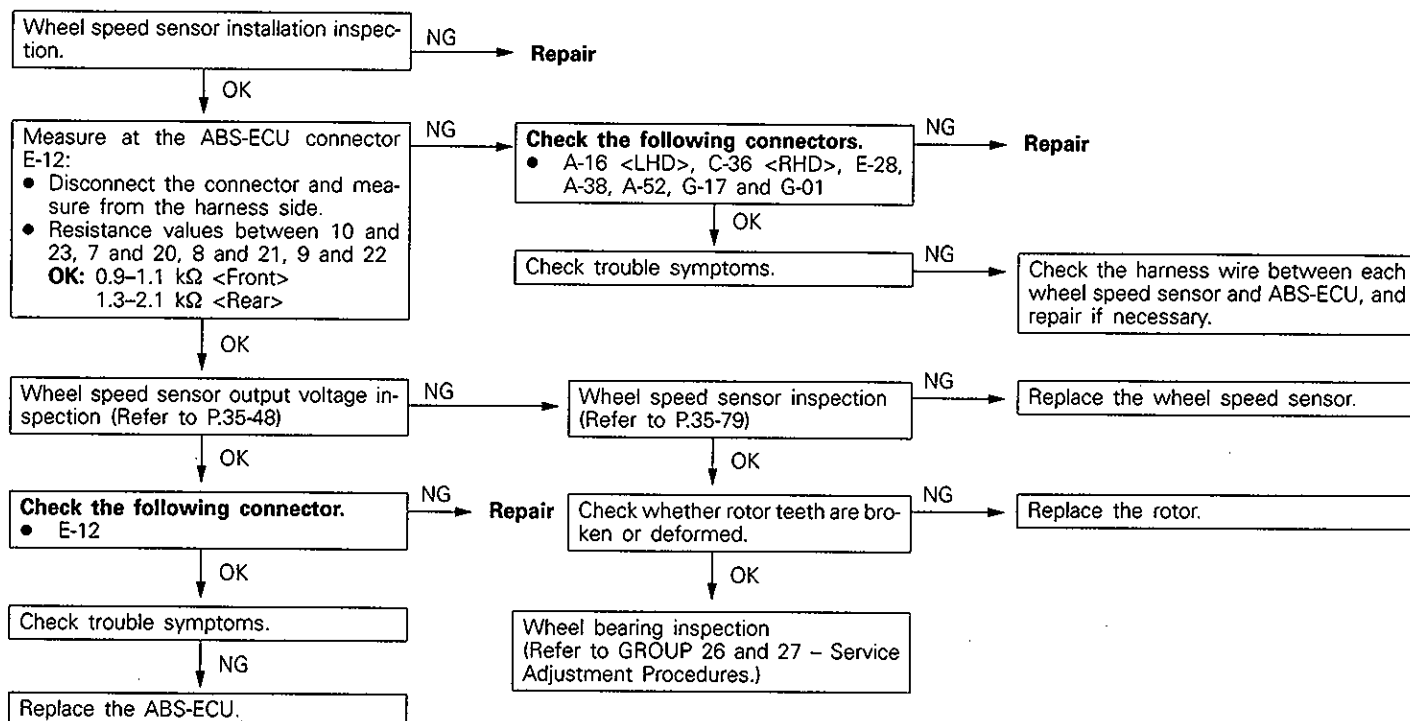 Wheel speed sensor installation inspec-
tion.
NG
Repair
OK
Measure at the ABS-ECU connector
E-12:
● Disconnect the connector and mea-
sure from the harness side.
● Resistance values between 10 and
23, 7 and 20, 8 and 21, 9 and 22
OK: 0.9–1.1 kΩ <Front>
1.3–2.1 kΩ <Rear>
NG
Check the following connectors.
● A-16 <LHD>, C-36 <RHD>, E-28,
A-38, A-52, G-17 and G-01
NG
Repair
OK
Check trouble symptoms.
NG
Check the harness wire between each
wheel speed sensor and ABS-ECU, and
repair if necessary.
OK
Wheel speed sensor output voltage in-
spection (Refer to P.35-48)
NG
Wheel speed sensor inspection
(Refer to P.35-79)
NG
Replace the wheel speed sensor.
OK
OK
Check the following connector.
● E-12
NG
Repair
Check whether rotor teeth are bro-
ken or deformed.
NG
Replace the rotor.
OK
OK
Check trouble symptoms.
Wheel bearing inspection
(Refer to GROUP 26 and 27 – Service
Adjustment Procedures.)
NG
Replace the ABS-ECU.